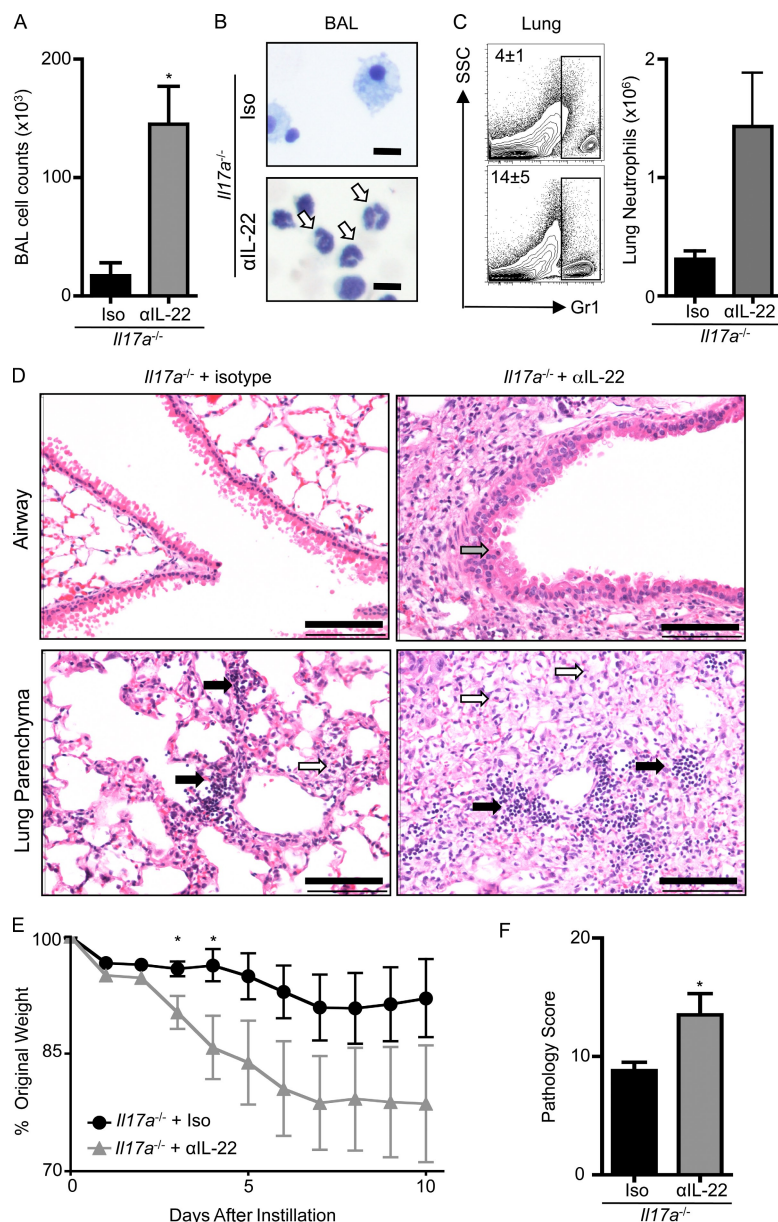 A
BAL cell counts (x10³)
200
100
0
*
Iso
αIL-22
Il17a-/-
B
BAL
Il17a-/-
Iso
αIL-22
C
Lung
SSC
4±1
14±5
Gr1
Lung Neutrophils (x10⁶)
2
1
0
Iso
αIL-22
Il17a-/-
D
Il17a-/- + isotype
Il17a-/- + αIL-22
Airway
Lung Parenchyma
E
% Original Weight
100
85
70
*
*
Il17a-/- + Iso
Il17a-/- + αIL-22
0
5
10
Days After Instillation
F
Pathology Score
20
10
0
*
Iso
αIL-22
Il17a-/-